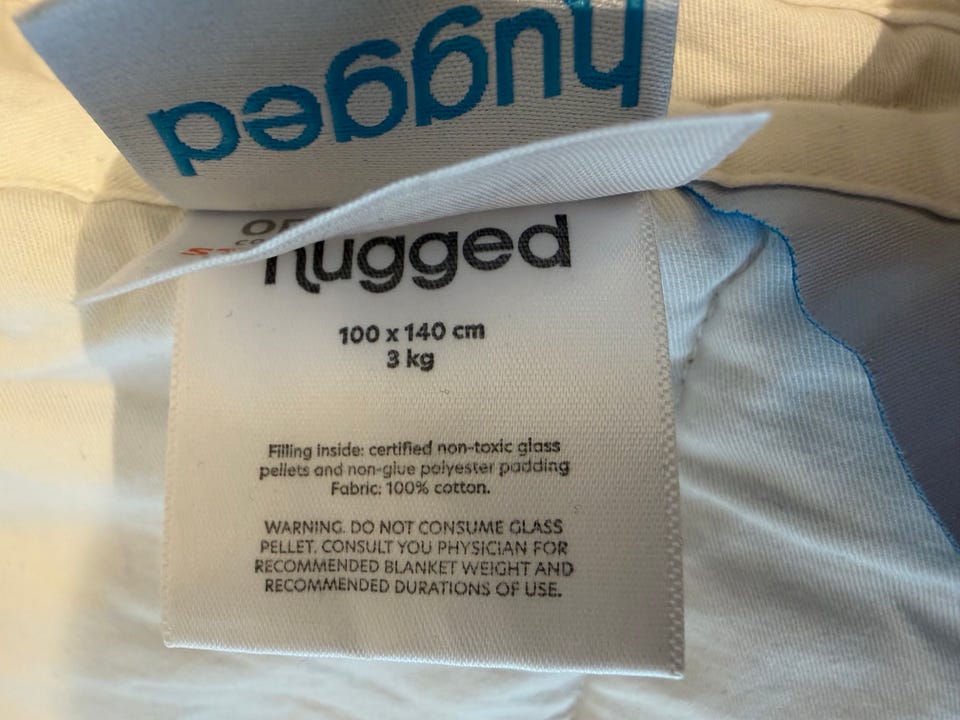 hugged
hugged
100 x 140 cm
3 kg
Filling inside: certified non-toxic glass
pellets and non-glue polyester padding
Fabric: 100% cotton.
WARNING. DO NOT CONSUME GLASS
PELLET. CONSULT YOU PHYSICIAN FOR
RECOMMENDED BLANKET WEIGHT AND
RECOMMENDED DURATIONS OF USE.